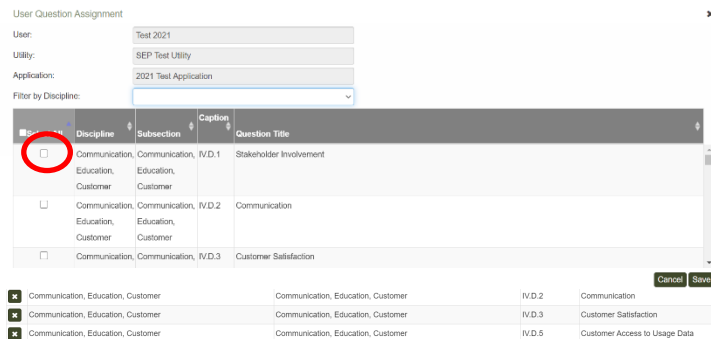 User Question Assignment
User: Test 2021
Utility: SEP Test Utility
Application: 2021 Test Application
Filter by Discipline:
Discipline Subsection Caption Question Title
Communication, Education, Customer Communication, Education, Customer IV.D.1 Stakeholder Involvement
Communication, Education, Customer Communication, Education, Customer IV.D.2 Communication
Communication, Communication, IV.D.3 Customer Satisfaction
Cancel Save
Communication, Education, Customer Communication, Education, Customer IV.D.2 Communication
Communication, Education, Customer Communication, Education, Customer IV.D.3 Customer Satisfaction
Communication, Education, Customer Communication, Education, Customer IV.D.5 Customer Access to Usage Data